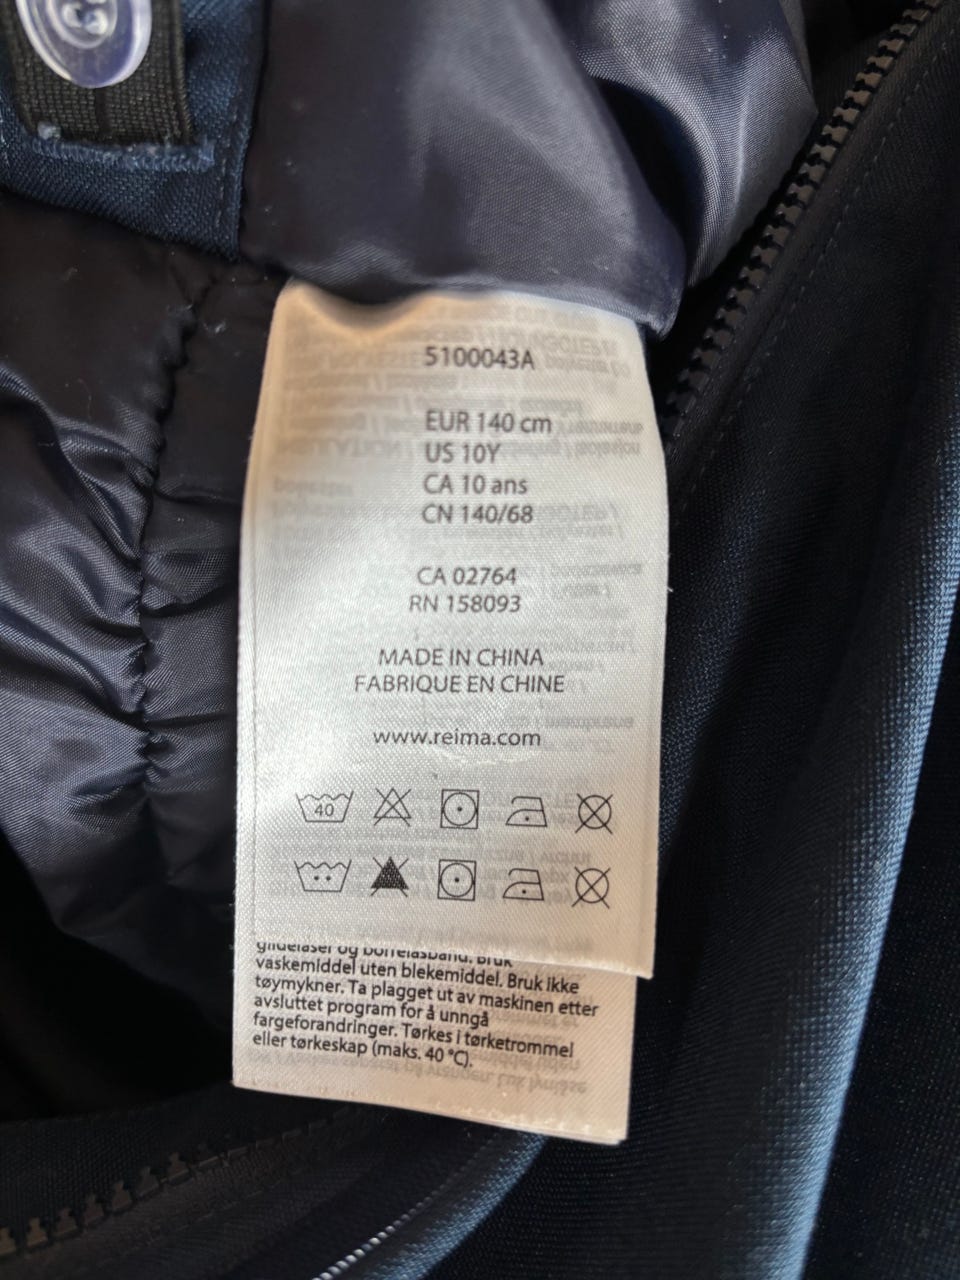 5100043A
EUR 140 cm
US 10Y
CA 10 ans
CN 140/68
CA 02764
RN 158093
MADE IN CHINA
FABRIQUE EN CHINE
www.reima.com
40
glidelåser og borrelåsbånd. Bruk
vaskemiddel uten blekemiddel. Bruk ikke
tøymykner. Ta plagget ut av maskinen etter
avsluttet program for å unngå
fargeforandringer. Tørkes i tørketrommel
eller tørkeskap (maks. 40 °C).